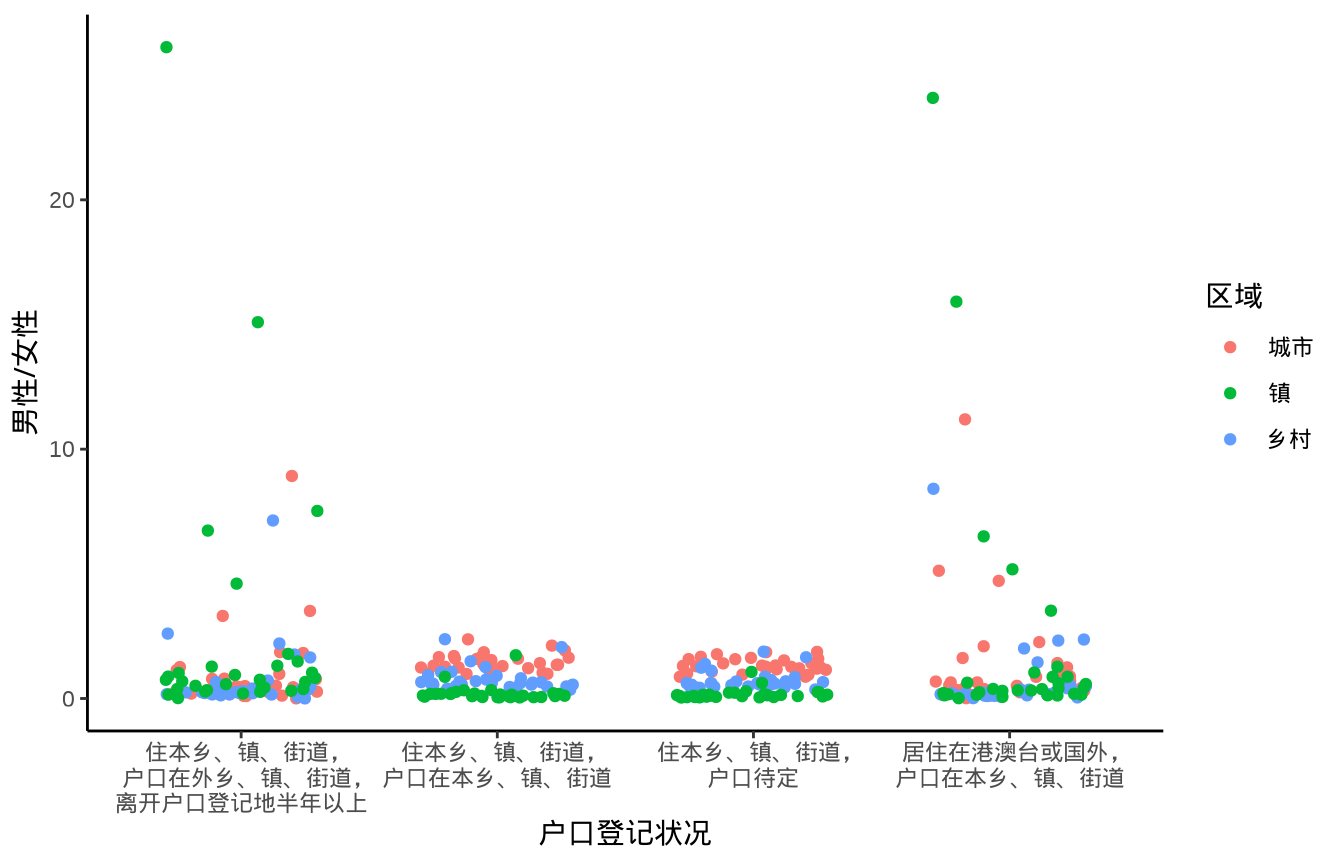 20
10
0
男性/女性
住本乡、镇、街道，
户口在外乡、镇、街道，
离开户口登记地半年以上
住本乡、镇、街道，
户口在本乡、镇、街道
住本乡、镇、街道，
户口待定
居住在港澳台或国外，
户口在本乡、镇、街道
户口登记状况
区域
城市
镇
乡村